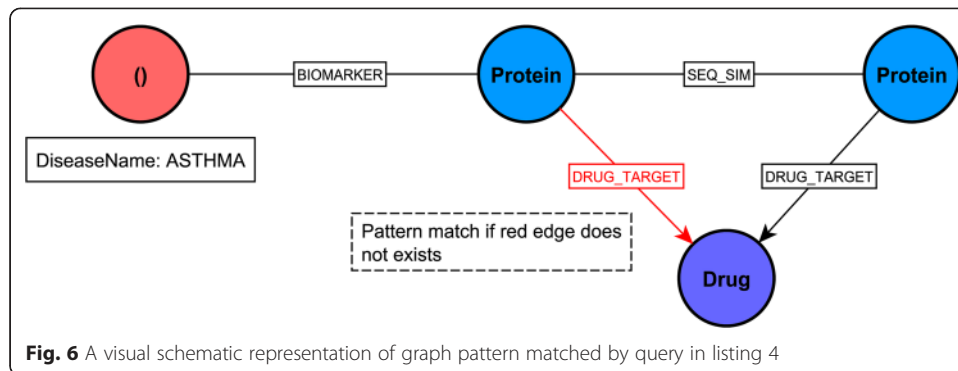 ()
BIOMARKER
Protein
SEQ_SIM
Protein
DiseaseName: ASTHMA
DRUG_TARGET
DRUG_TARGET
Pattern match if red edge does
not exists
Drug
Fig. 6 A visual schematic representation of graph pattern matched by query in listing 4